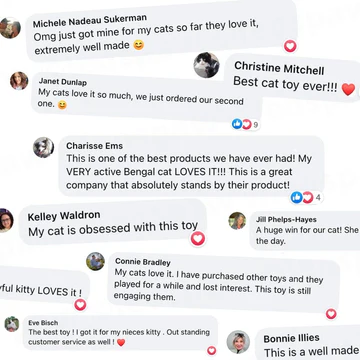 Michele Nadeau Sukerman
Omg just got mine for my cats so far they love it,
extremely well made 😊
Christine Mitchell
Best cat toy ever!!! ❤️
Janet Dunlap
My cats love it so much, we just ordered our second
one. 😊
9
Charisse Ems
This is one of the best products we have ever had! My
VERY active Bengal cat LOVES IT!!! This is a great
company that absolutely stands by their product!
4
Kelley Waldron
My cat is obsessed with this toy
Jill Phelps-Hayes
A huge win for our cat! She
the day.
Connie Bradley
My cats love it. I have purchased other toys and they
played for a while and lost interest. This toy is still
engaging them.
yful kitty LOVES it !
Eve Bisch
The best toy ! I got it for my nieces kitty . Out standing
customer service as well ! ❤️
Bonnie Illies
This is a well made